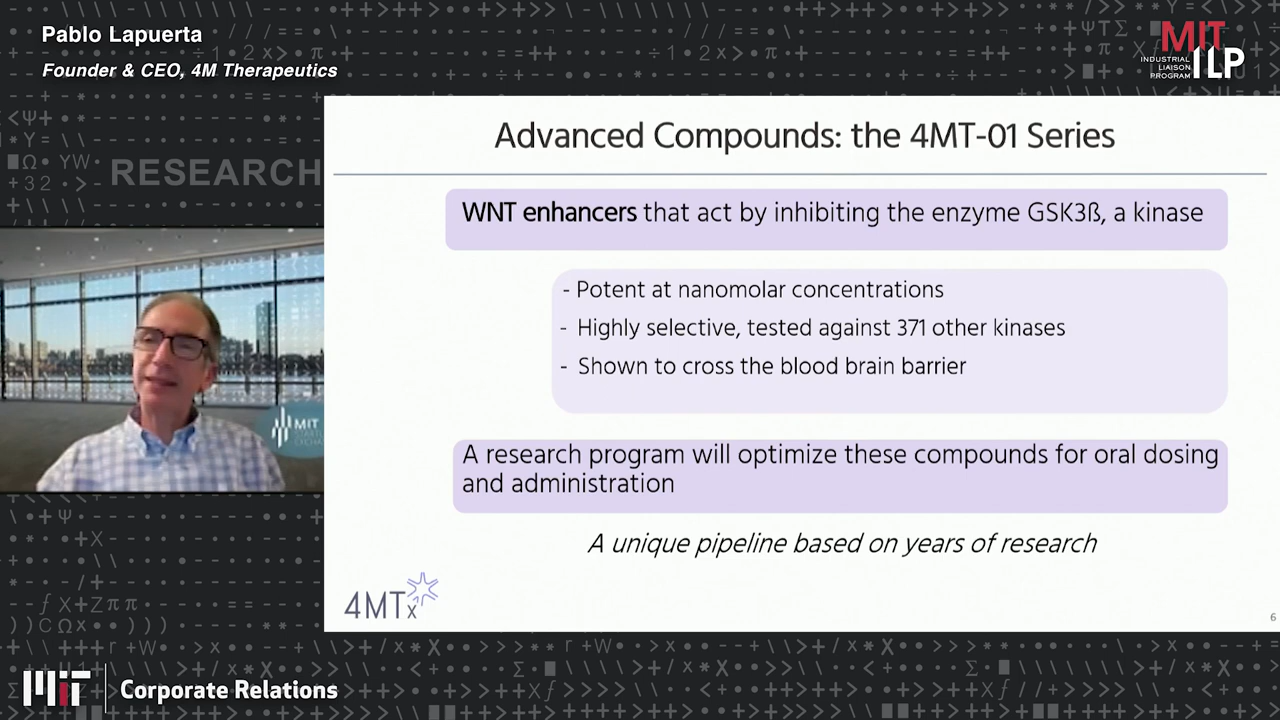 Pablo Lapuerta
Founder & CEO, 4M Therapeutics
MIT
INDUSTRIAL
LIAISON
PROGRAM
ILP
RESEARCH
Advanced Compounds: the 4MT-01 Series
WNT enhancers that act by inhibiting the enzyme GSK3ß, a kinase
- Potent at nanomolar concentrations
- Highly selective, tested against 371 other kinases
- Shown to cross the blood brain barrier
A research program will optimize these compounds for oral dosing
and administration
A unique pipeline based on years of research
4MTx
6
MIT
MIT
Corporate Relations